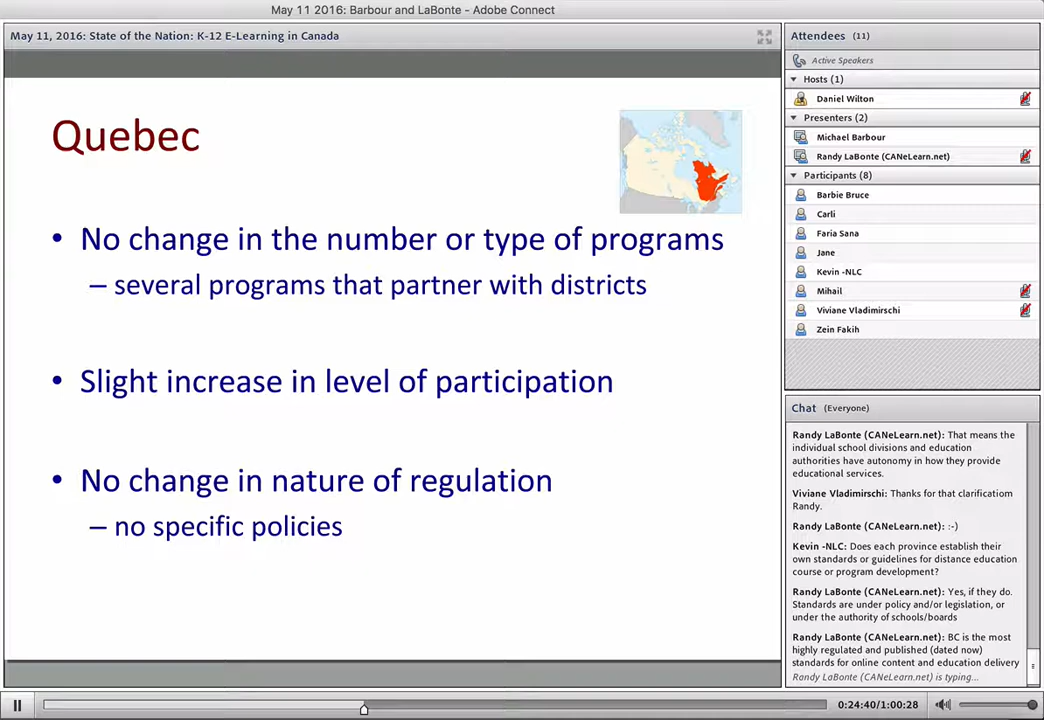 May 11 2016: Barbour and LaBonte - Adobe Connect
May 11, 2016: State of the Nation: K-12 E-Learning in Canada
Quebec
• No change in the number or type of programs
– several programs that partner with districts
• Slight increase in level of participation
• No change in nature of regulation
– no specific policies
Attendees (11)
Active Speakers
Hosts (1)
Daniel Wilton
Presenters (2)
Michael Barbour
Randy LaBonte (CANeLearn.net)
Participants (8)
Barbie Bruce
Carli
Faria Sana
Jane
Kevin -NLC
Mihail
Viviane Vladimirschi
Zein Fakih
Chat (Everyone)
Randy LaBonte (CANeLearn.net): That means the
individual school divisions and education
authorities have autonomy in how they provide
educational services.
Viviane Vladimirschi: Thanks for that clarificatiom
Randy.
Randy LaBonte (CANeLearn.net): :-)
Kevin -NLC: Does each province establish their
own standards or guidelines for distance education
course or program development?
Randy LaBonte (CANeLearn.net): Yes, if they do.
Standards are under policy and/or legislation, or
under the authority of schools/boards
Randy LaBonte (CANeLearn.net): BC is the most
highly regulated and published (dated now)
standards for online content and education delivery
Randy LaBonte (CANeLearn.net) is typing...
0:24:40/1:00:28